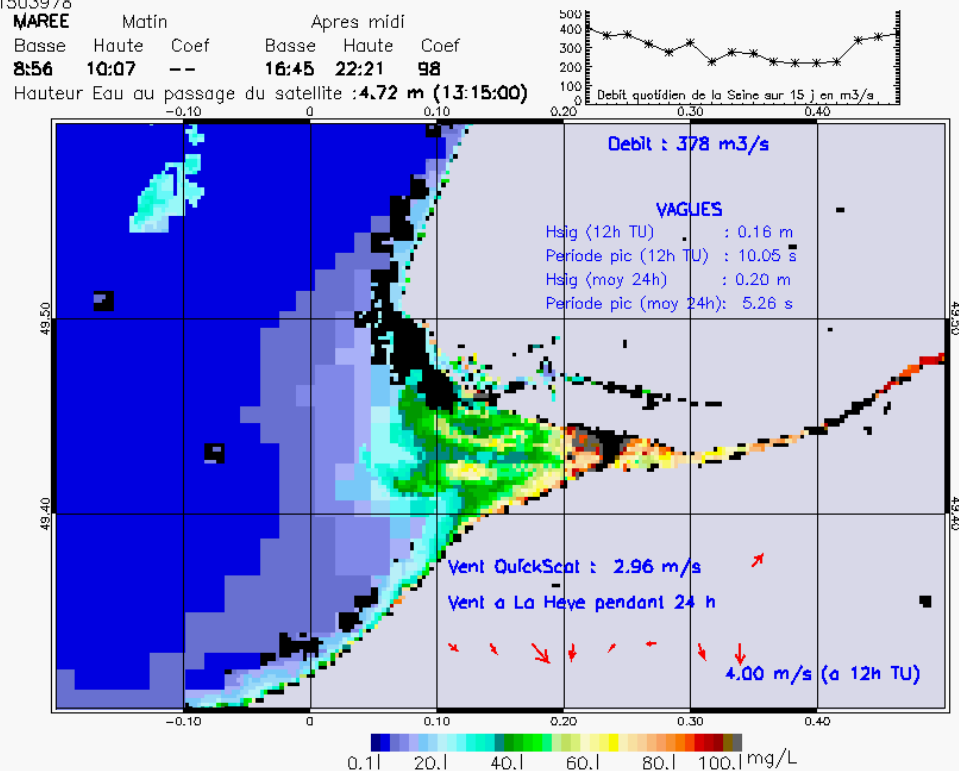 1503978
MAREE Matin Apres midi
Basse Haute Coef Basse Haute Coef
8:56 10:07 -- 16:45 22:21 98
Hauteur Eau au passage du satellite :4.72 m (13:15:00)
500
400
300
200
100
0
Debit quotidien de la Seine sur 15 j en m3/s
-0.10 0 0.10 0.20 0.30 0.40
Debit : 378 m3/s
VAGUES
Hsig (12h TU) : 0.16 m
Periode pic (12h TU) : 10.05 s
Hsig (moy 24h) : 0.20 m
Periode pic (moy 24h): 5.26 s
49.50 49.50
49.40 49.40
Vent QuickScat : 2.96 m/s
Vent a La Heve pendant 24 h
4.00 m/s (a 12h TU)
-0.10 0 0.10 0.20 0.30 0.40
0.1 20.1 40.1 60.1 80.1 100.1 mg/L